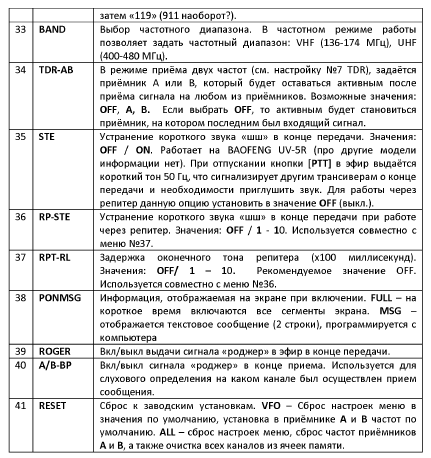 затем «119» (911 наоборот?).
33 BAND Выбор частотного диапазона. В частотном режиме работы
позволяет задать частотный диапазон: VHF (136-174 МГц), UHF
(400-480 МГц).
34 TDR-AB В режиме приёма двух частот (см. настройку №7 TDR), задаётся
приёмник А или В, который будет оставаться активным после
приёма сигнала на любом из приёмников. Возможные значения:
OFF, A, B. Если выбрать OFF, то активным будет становиться
приёмник, на котором последним был входящий сигнал.
35 STE Устранение короткого звука «шш» в конце передачи. Значения:
OFF / ON. Работает на BAOFENG UV-5R (про другие модели
информации нет). При отпускании кнопки [PTT] в эфир выдаётся
короткий тон 50 Гц, что сигнализирует другим трансиверам о конце
передачи и необходимости приглушить звук. Для работы через
репитер данную опцию установить в значение OFF (выкл.).
36 RP-STE Устранение короткого звука «шш» в конце передачи при работе
через репитер. Значения: OFF / 1 - 10. Используется совместно с
меню №37.
37 RPT-RL Задержка оконечного тона репитера (х100 миллисекунд).
Значения: OFF/ 1 – 10. Рекомендуемое значение OFF.
Используется совместно с меню №36.
38 PONMSG Информация, отображаемая на экране при включении. FULL – на
короткое время включаются все сегменты экрана. MSG –
отображается текстовое сообщение (2 строки), программируется с
компьютера
39 ROGER Вкл/выкл выдачи сигнала «роджер» в эфир в конце передачи.
40 A/B-BP Вкл/выкл сигнала «роджер» в конце приема. Используется для
слухового определения на каком канале был осуществлен прием
сообщения.
41 RESET Сброс к заводским установкам. VFO – Сброс настроек меню в
значения по умолчанию, установка в приёмнике А и В частот по
умолчанию. ALL – сброс настроек меню, сброс частот приёмников
А и В, а также очистка всех каналов из ячеек памяти.